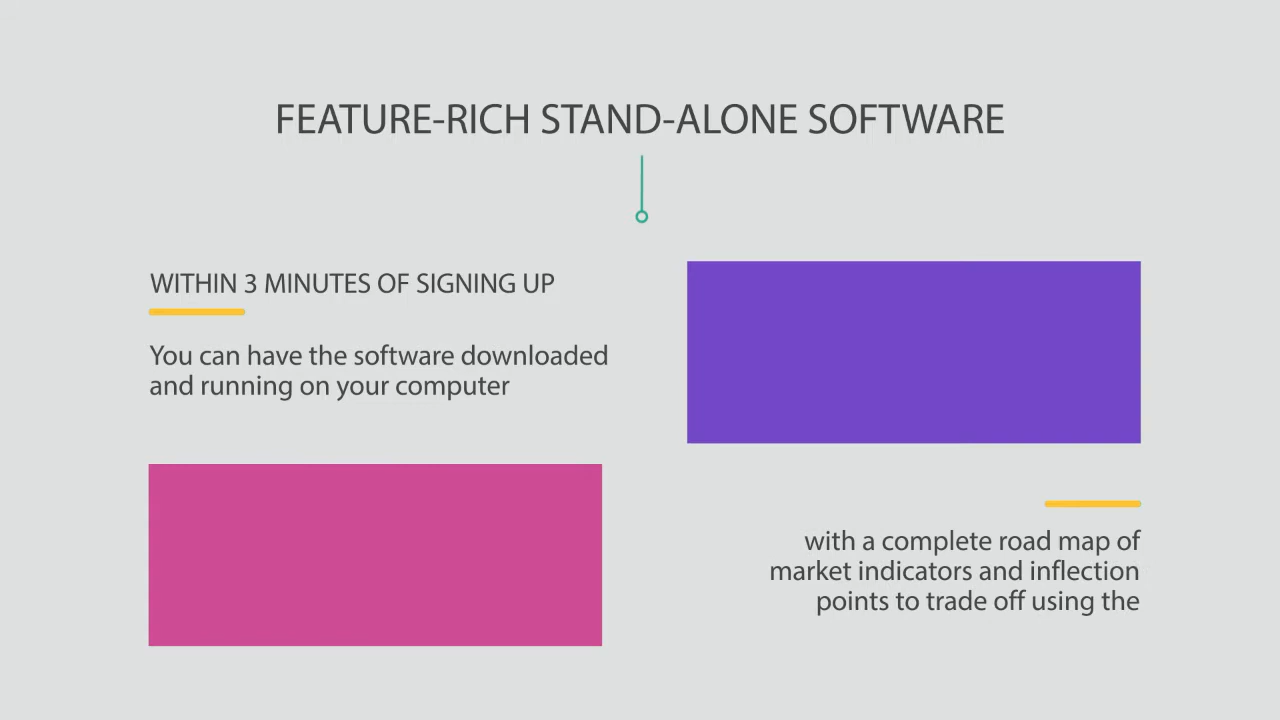 FEATURE-RICH STAND-ALONE SOFTWARE
WITHIN 3 MINUTES OF SIGNING UP
You can have the software downloaded
and running on your computer
with a complete road map of
market indicators and inflection
points to trade off using the